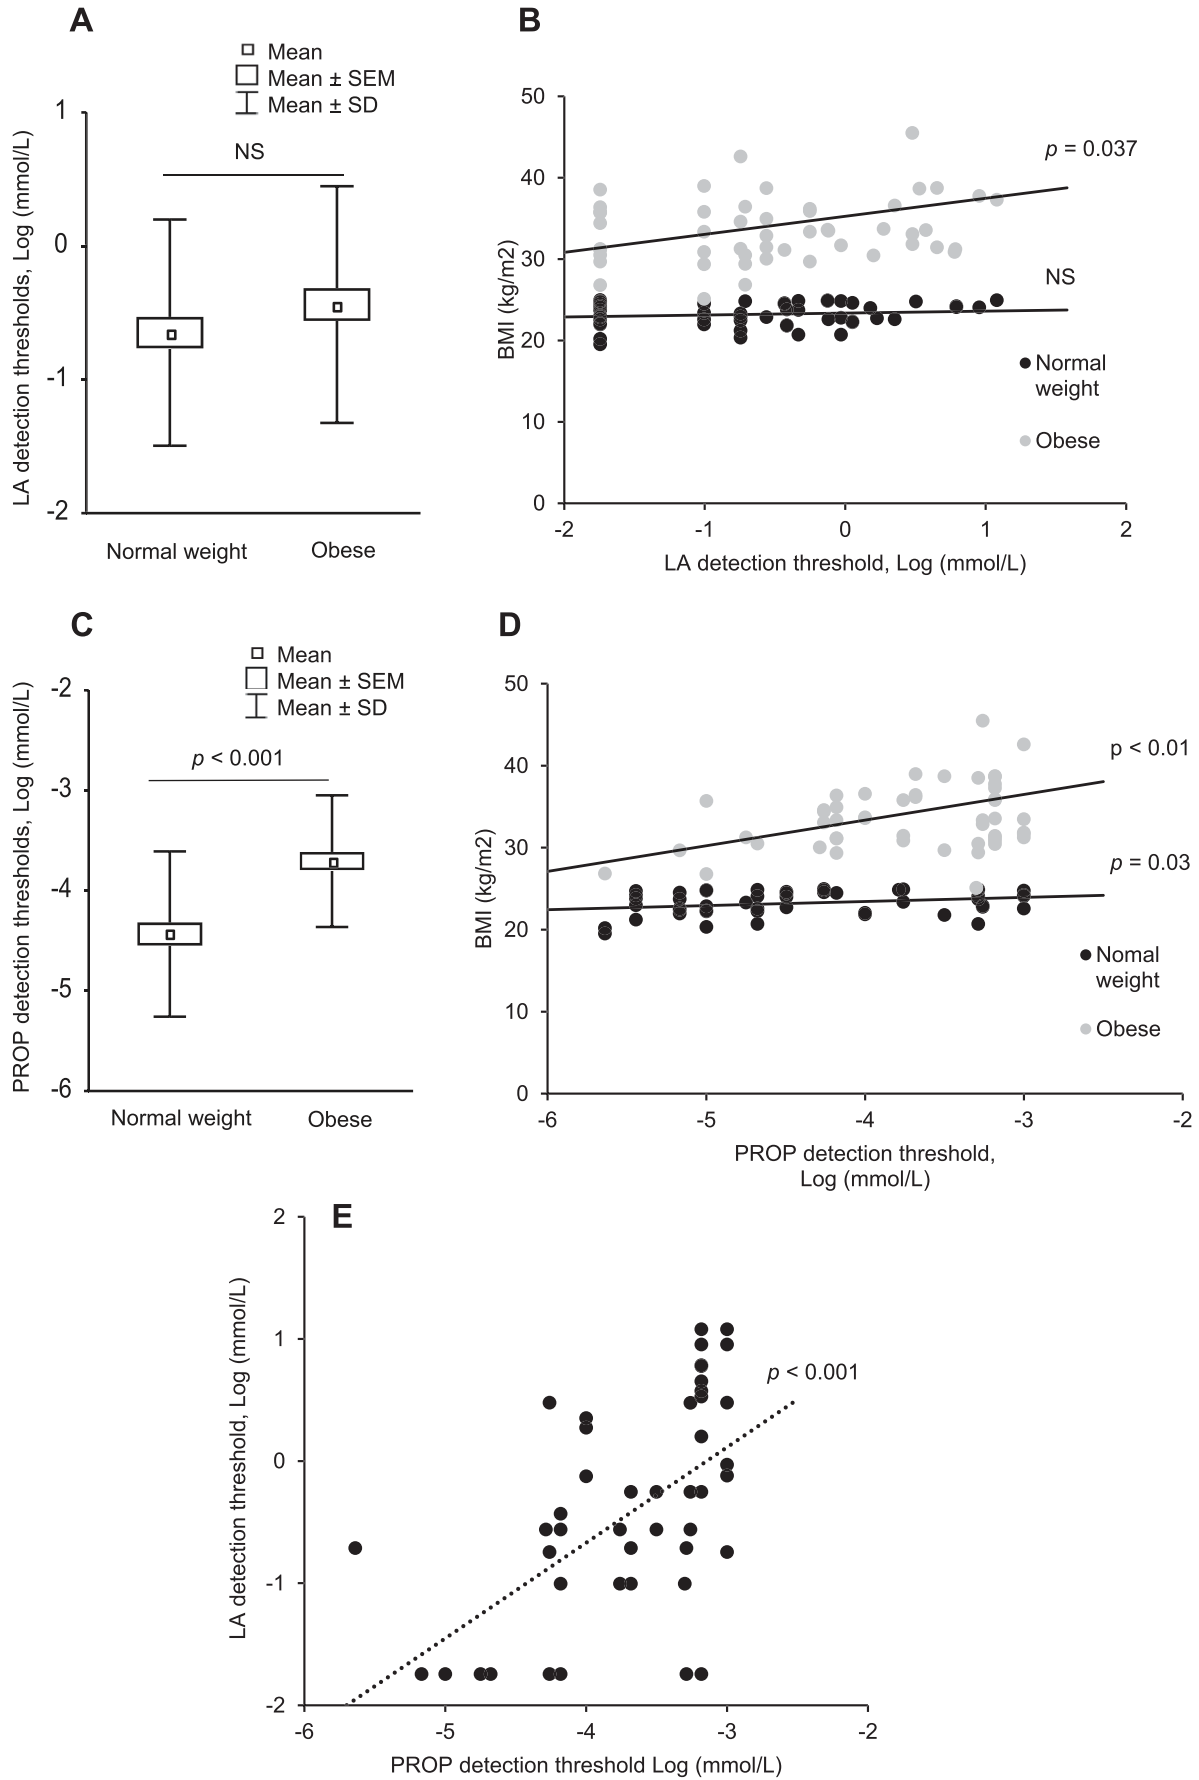 A
Mean
Mean ± SEM
Mean ± SD
LA detection thresholds, Log (mmol/L)
1
0
-1
-2
NS
Normal weight
Obese
B
BMI (kg/m2)
50
40
30
20
10
0
p = 0.037
NS
Normal
weight
Obese
-2
-1
0
1
2
LA detection threshold, Log (mmol/L)
C
Mean
Mean ± SEM
Mean ± SD
PROP detection thresholds, Log (mmol/L)
-2
-3
-4
-5
-6
p < 0.001
Normal weight
Obese
D
BMI (kg/m2)
50
40
30
20
10
0
p < 0.01
p = 0.03
Nomal
weight
Obese
-6
-5
-4
-3
-2
PROP detection threshold,
Log (mmol/L)
E
LA detection threshold, Log (mmol/L)
2
1
0
-1
-2
p < 0.001
-6
-5
-4
-3
-2
PROP detection threshold Log (mmol/L)